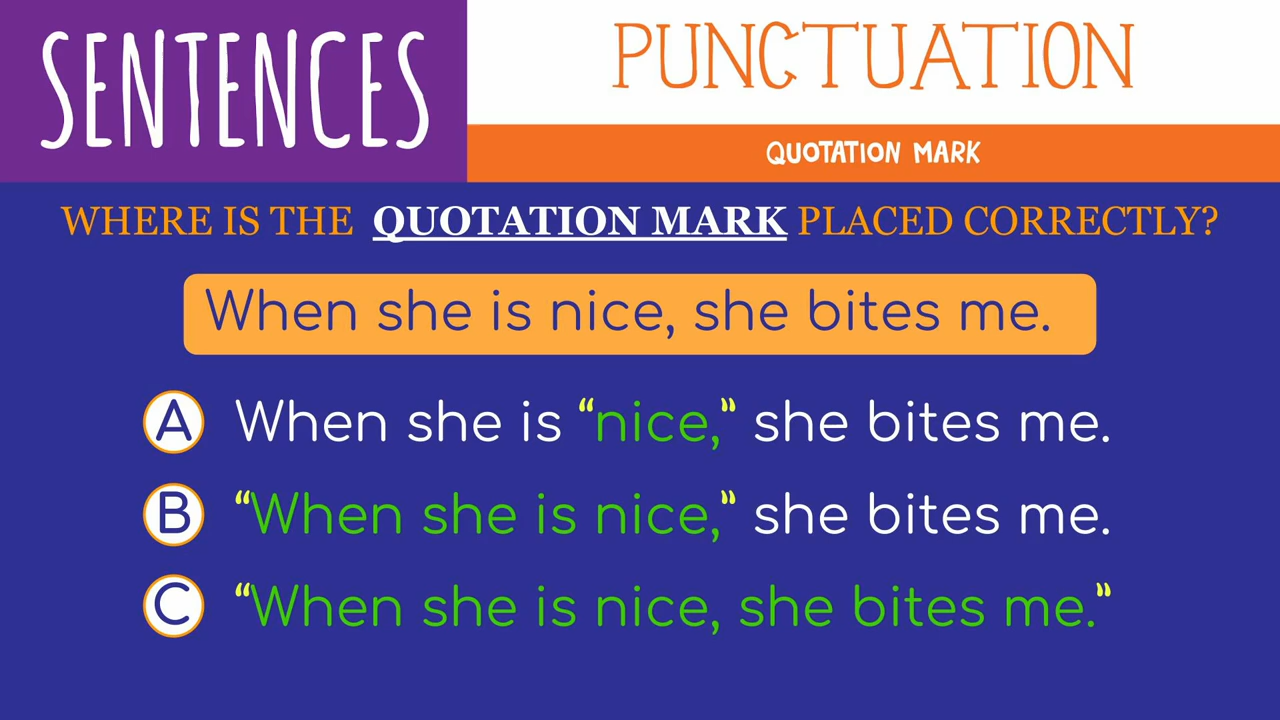 SENTENCES
PUNCTUATION
QUOTATION MARK
WHERE IS THE QUOTATION MARK PLACED CORRECTLY?
When she is nice, she bites me.
A When she is “nice,” she bites me.
B “When she is nice,” she bites me.
C “When she is nice, she bites me.”